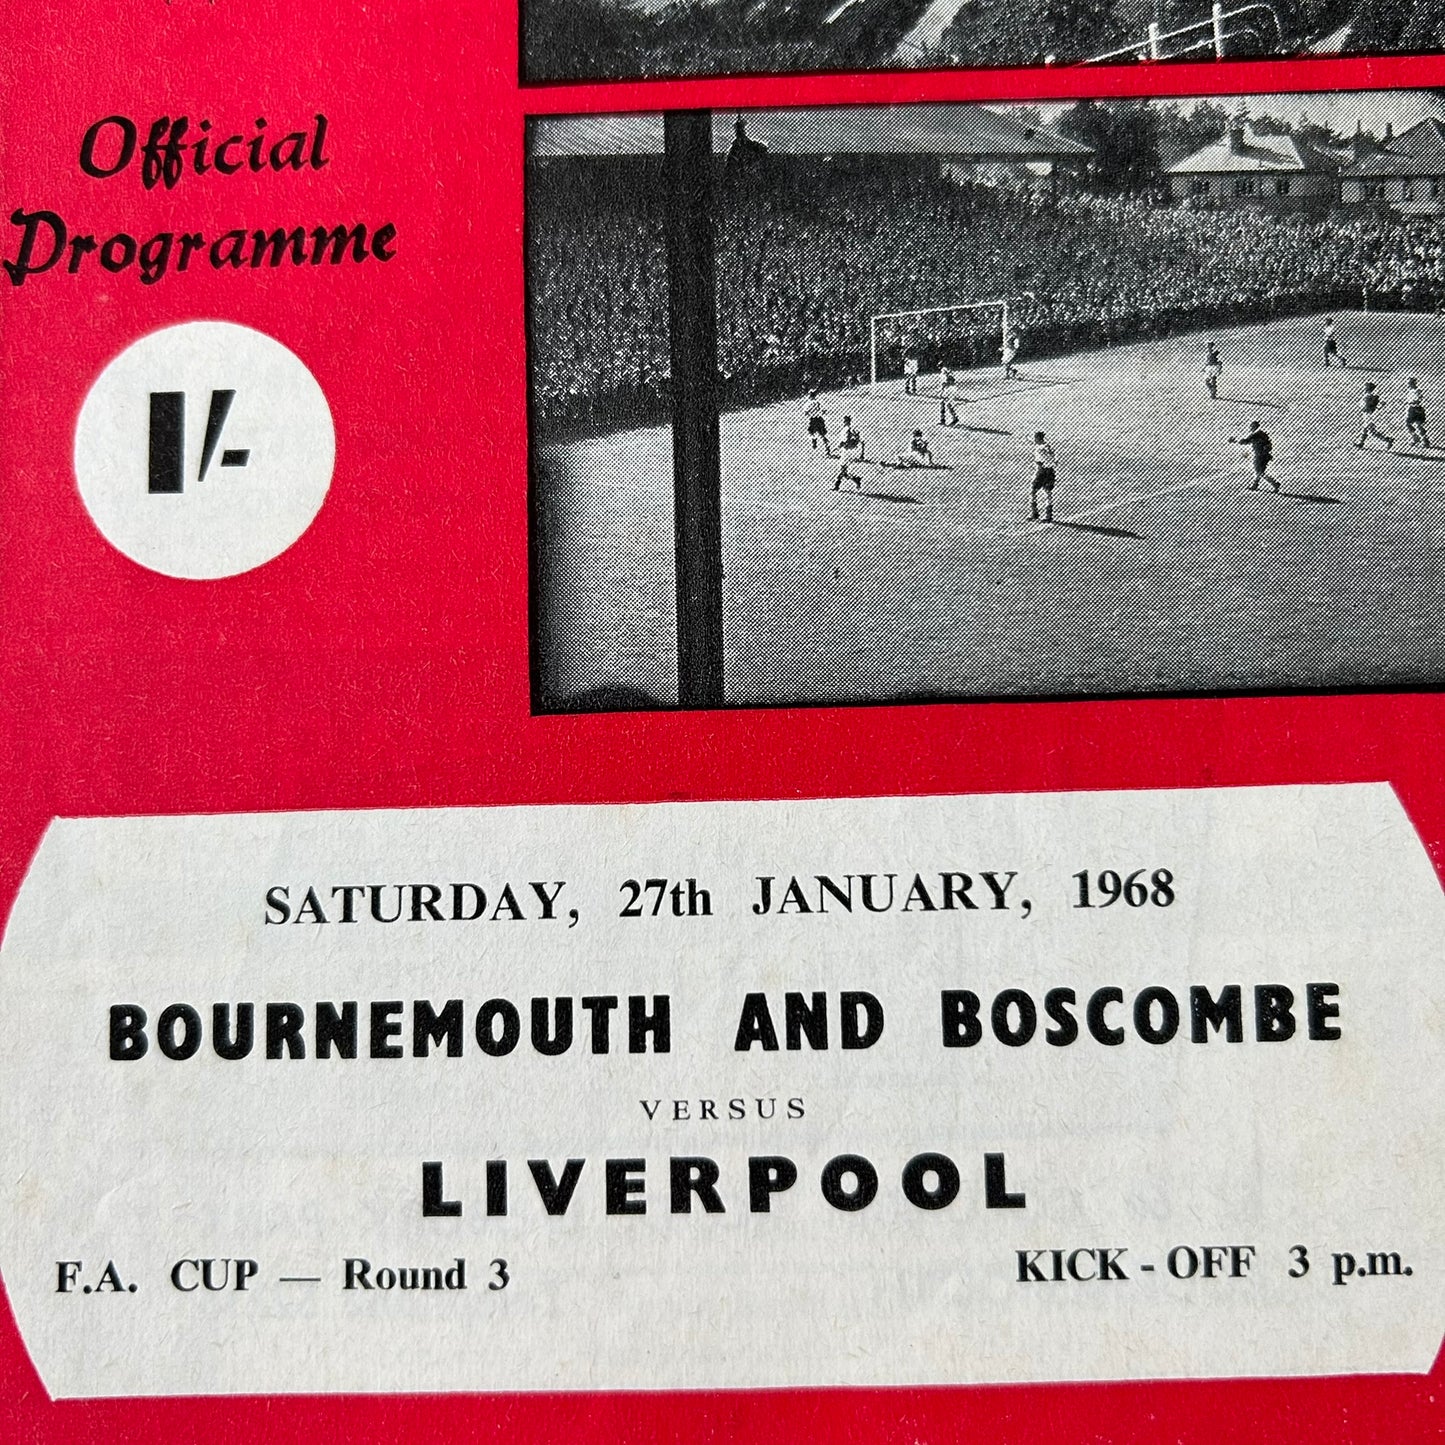 Official
Programme
1/-
SATURDAY, 27th JANUARY, 1968
BOURNEMOUTH AND BOSCOMBE
VERSUS
LIVERPOOL
F.A. CUP — Round 3 KICK - OFF 3 p.m.